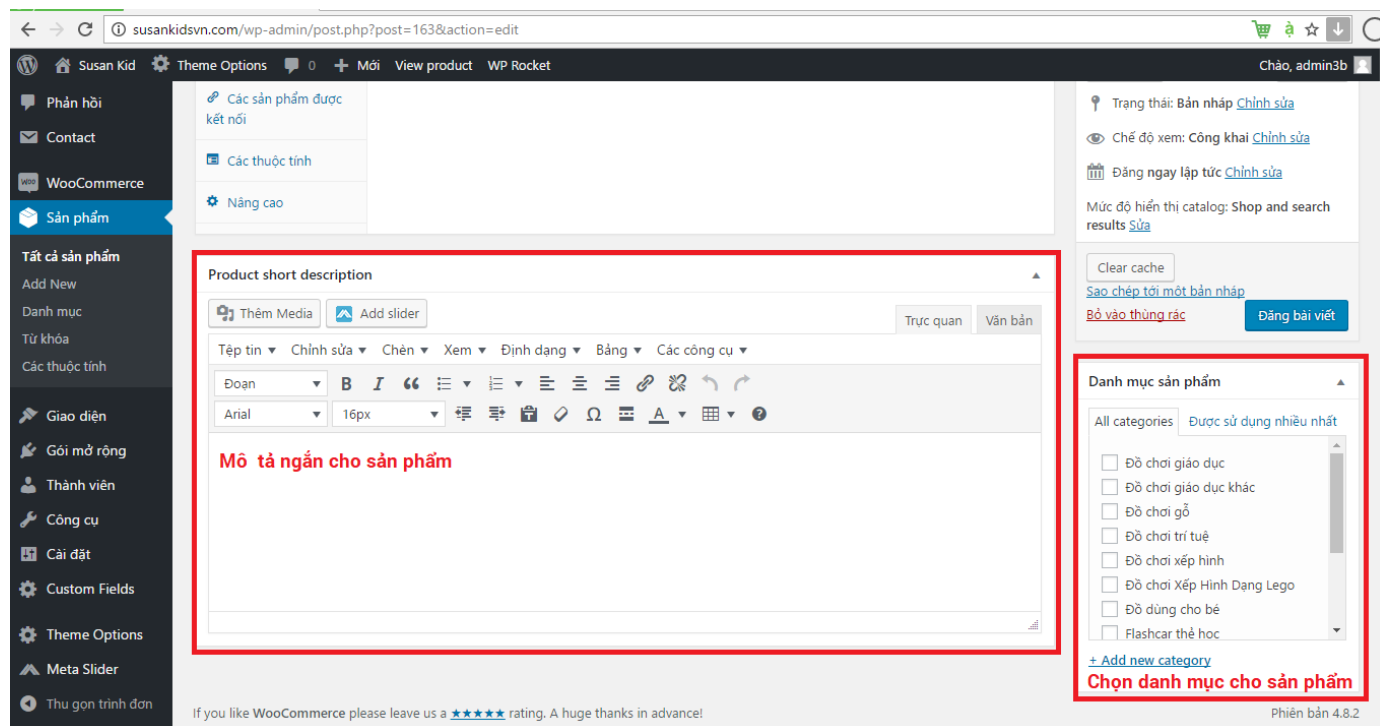 susankidsvn.com/wp-admin/post.php?post=163&action=edit
Susan Kid Theme Options 0 Mới View product WP Rocket Chào, admin3b
Phản hồi
Contact
WooCommerce
Sản phẩm
Tất cả sản phẩm
Add New
Danh mục
Từ khóa
Các thuộc tính
Giao diện
Gói mở rộng
Thành viên
Công cụ
Cài đặt
Custom Fields
Theme Options
Meta Slider
Thu gọn trình đơn
Các sản phẩm được
kết nối
Các thuộc tính
Nâng cao
Product short description
Thêm Media Add slider Trực quan Văn bản
Tệp tin Chỉnh sửa Chèn Xem Định dạng Bảng Các công cụ
Đoạn
Arial 16px
Mô tả ngắn cho sản phẩm
If you like WooCommerce please leave us a ★★★★★ rating. A huge thanks in advance!
Trạng thái: Bản nháp Chỉnh sửa
Chế độ xem: Công khai Chỉnh sửa
Đăng ngay lập tức Chỉnh sửa
Mức độ hiển thị catalog: Shop and search
results Sửa
Clear cache
Sao chép tới một bản nháp
Bỏ vào thùng rác Đăng bài viết
Danh mục sản phẩm
All categories Được sử dụng nhiều nhất
Đồ chơi giáo dục
Đồ chơi giáo dục khác
Đồ chơi gỗ
Đồ chơi trí tuệ
Đồ chơi xếp hình
Đồ chơi Xếp Hình Dạng Lego
Đồ dùng cho bé
Flashcar thẻ học
+ Add new category
Chọn danh mục cho sản phẩm
Phiên bản 4.8.2